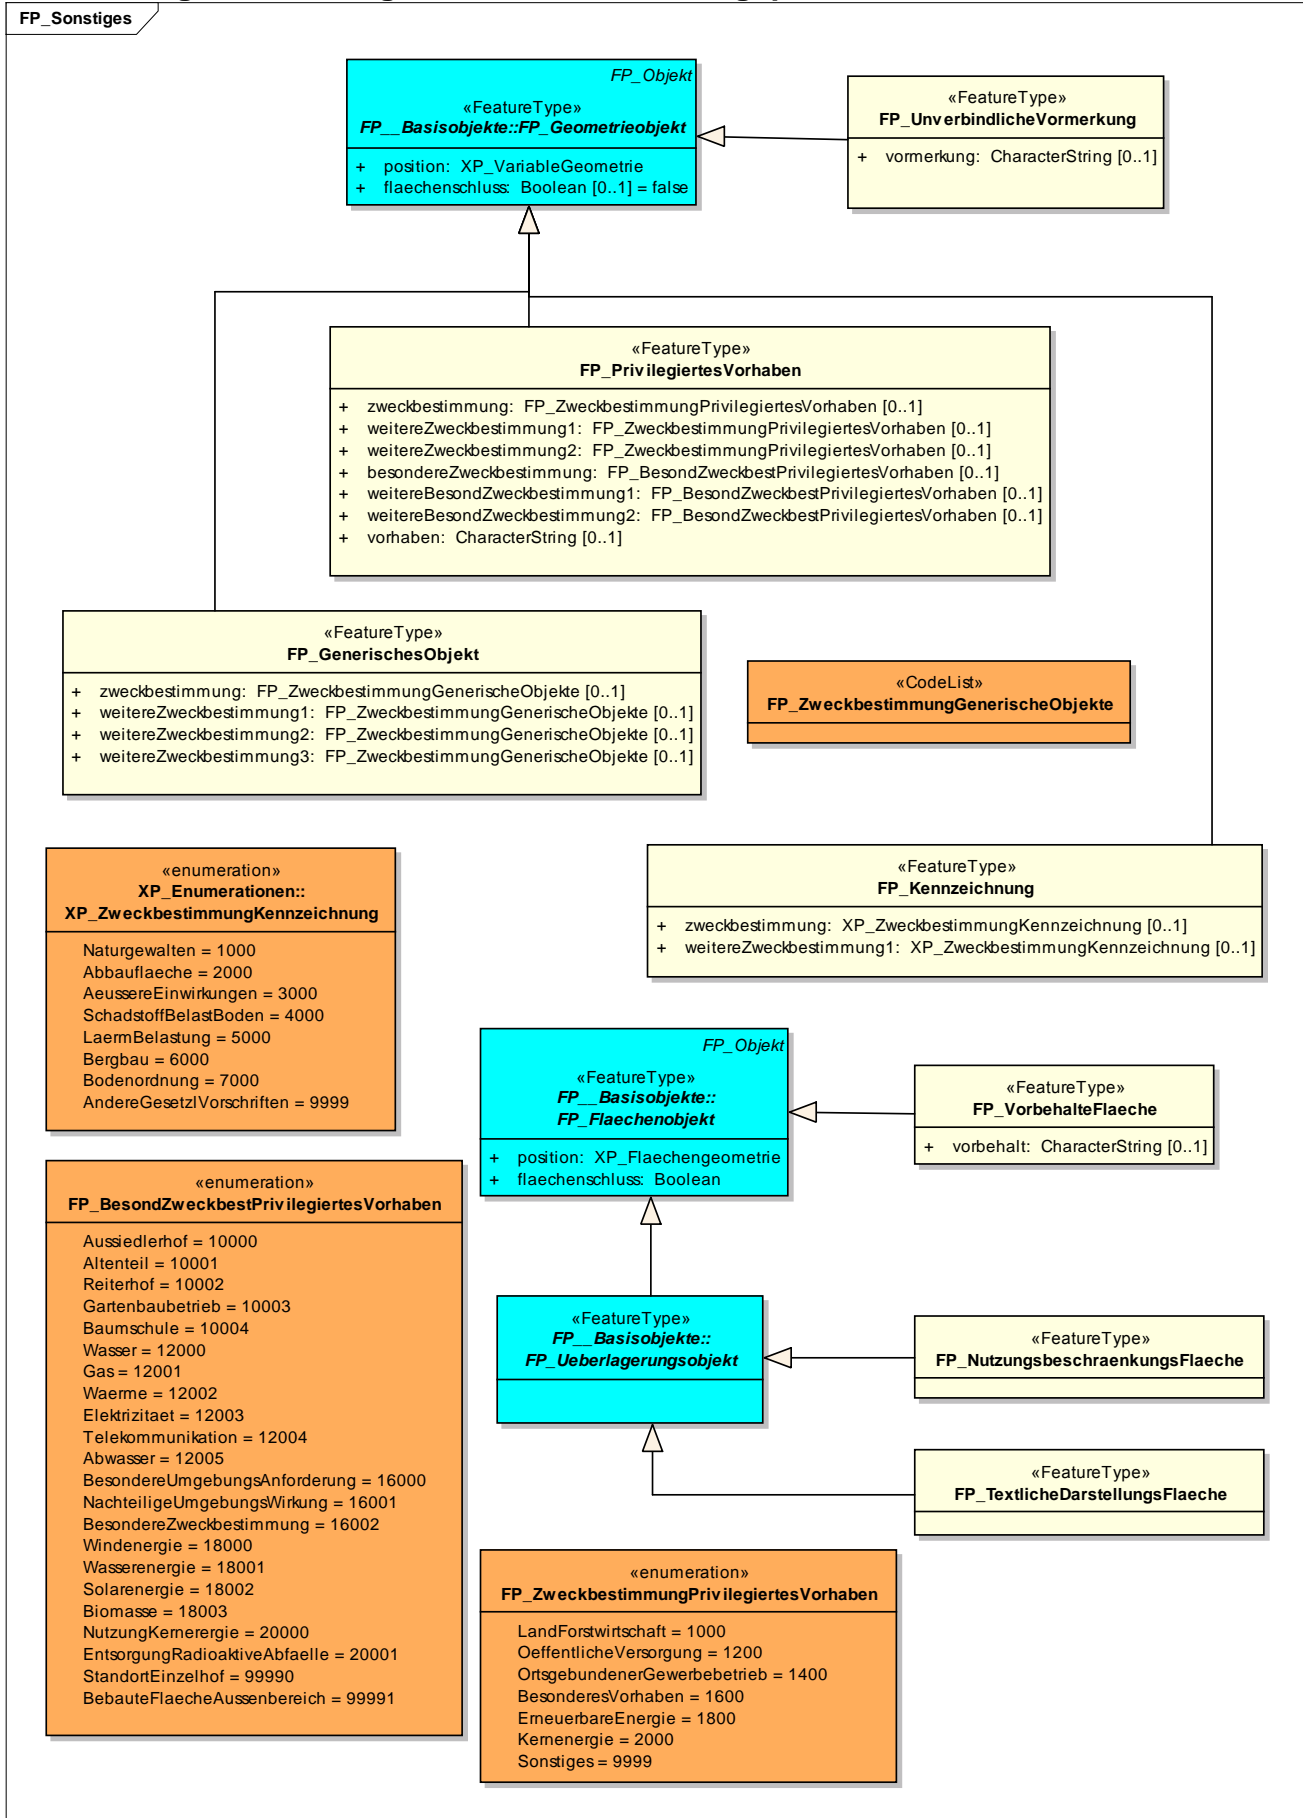 FP_Sonstiges
FP_Objekt
«FeatureType»
FP__Basisobjekte::FP_Geometrieobjekt
+ position: XP_VariableGeometrie
+ flaechenschluss: Boolean [0..1] = false
«FeatureType»
FP_UnverbindlicheVormerkung
+ vormerkung: CharacterString [0..1]
«FeatureType»
FP_PrivilegiertesVorhaben
+ zweckbestimmung: FP_ZweckbestimmungPrivilegiertesVorhaben [0..1]
+ weitereZweckbestimmung1: FP_ZweckbestimmungPrivilegiertesVorhaben [0..1]
+ weitereZweckbestimmung2: FP_ZweckbestimmungPrivilegiertesVorhaben [0..1]
+ besondereZweckbestimmung: FP_BesondZweckbestPrivilegiertesVorhaben [0..1]
+ weitereBesondZweckbestimmung1: FP_BesondZweckbestPrivilegiertesVorhaben [0..1]
+ weitereBesondZweckbestimmung2: FP_BesondZweckbestPrivilegiertesVorhaben [0..1]
+ vorhaben: CharacterString [0..1]
«FeatureType»
FP_GenerischesObjekt
+ zweckbestimmung: FP_ZweckbestimmungGenerischeObjekte [0..1]
+ weitereZweckbestimmung1: FP_ZweckbestimmungGenerischeObjekte [0..1]
+ weitereZweckbestimmung2: FP_ZweckbestimmungGenerischeObjekte [0..1]
+ weitereZweckbestimmung3: FP_ZweckbestimmungGenerischeObjekte [0..1]
«CodeList»
FP_ZweckbestimmungGenerischeObjekte
«enumeration»
XP_Enumerationen::
XP_ZweckbestimmungKennzeichnung
Naturgewalten = 1000
Abbauflaeche = 2000
AeussereEinwirkungen = 3000
SchadstoffBelastBoden = 4000
LaermBelastung = 5000
Bergbau = 6000
Bodenordnung = 7000
AndereGesetzlVorschriften = 9999
«FeatureType»
FP_Kennzeichnung
+ zweckbestimmung: XP_ZweckbestimmungKennzeichnung [0..1]
+ weitereZweckbestimmung1: XP_ZweckbestimmungKennzeichnung [0..1]
FP_Objekt
«FeatureType»
FP__Basisobjekte::
FP_Flaechenobjekt
+ position: XP_Flaechengeometrie
+ flaechenschluss: Boolean
«FeatureType»
FP_VorbehalteFlaeche
+ vorbehalt: CharacterString [0..1]
«enumeration»
FP_BesondZweckbestPrivilegiertesVorhaben
Aussiedlerhof = 10000
Altenteil = 10001
Reiterhof = 10002
Gartenbaubetrieb = 10003
Baumschule = 10004
Wasser = 12000
Gas = 12001
Waerme = 12002
Elektrizitaet = 12003
Telekommunikation = 12004
Abwasser = 12005
BesondereUmgebungsAnforderung = 16000
NachteiligeUmgebungsWirkung = 16001
BesondereZweckbestimmung = 16002
Windenergie = 18000
Wasserenergie = 18001
Solarenergie = 18002
Biomasse = 18003
NutzungKernerergie = 20000
EntsorgungRadioaktiveAbfaelle = 20001
StandortEinzelhof = 99990
BebauteFlaecheAussenbereich = 99991
«FeatureType»
FP__Basisobjekte::
FP_Ueberlagerungsobjekt
«FeatureType»
FP_NutzungsbeschraenkungsFlaeche
«FeatureType»
FP_TextlicheDarstellungsFlaeche
«enumeration»
FP_ZweckbestimmungPrivilegiertesVorhaben
LandForstwirtschaft = 1000
OeffentlicheVersorgung = 1200
OrtsgebundenerGewerbebetrieb = 1400
BesonderesVorhaben = 1600
ErneuerbareEnergie = 1800
Kernenergie = 2000
Sonstiges = 9999